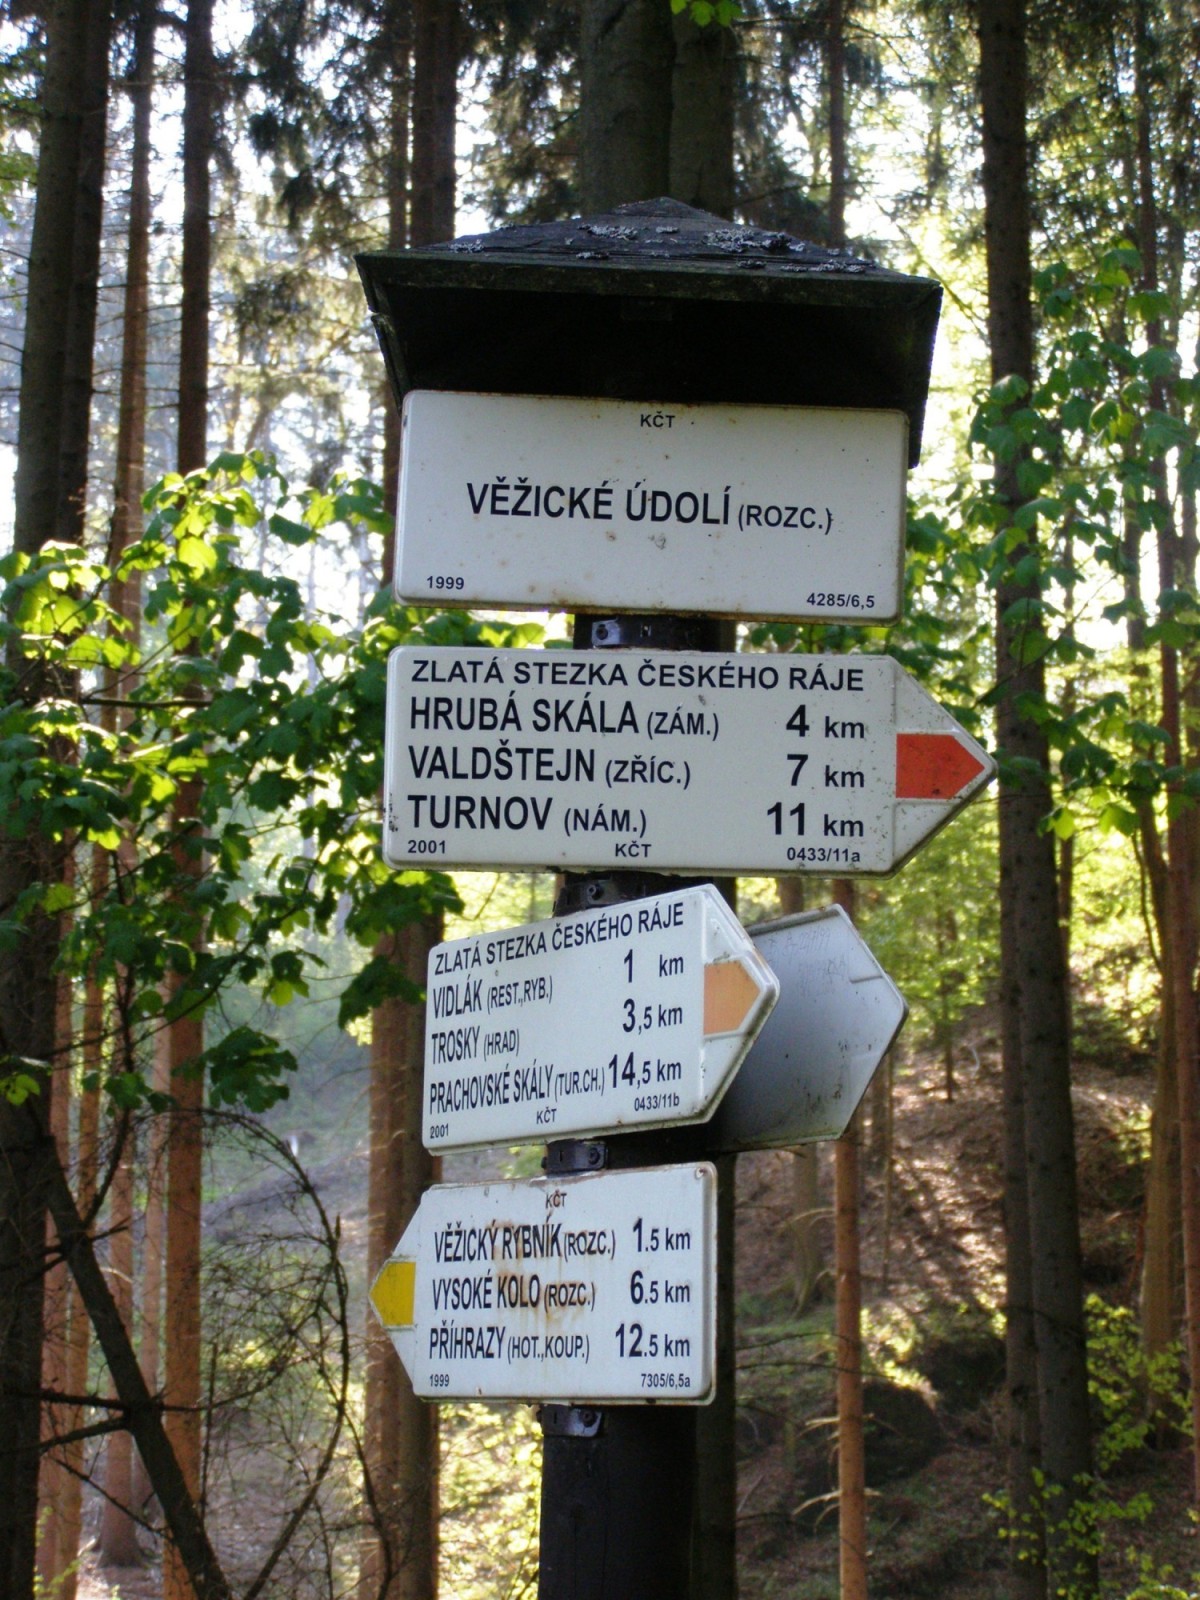 KČT
VĚŽICKÉ ÚDOLÍ (ROZC.)
1999 4285/6,5
ZLATÁ STEZKA ČESKÉHO RÁJE
HRUBÁ SKÁLA (ZÁM.) 4 km
VALDŠTEJN (ZŘÍC.) 7 km
TURNOV (NÁM.) 11 km
2001 KČT 0433/11a
ZLATÁ STEZKA ČESKÉHO RÁJE
VIDLÁK (REST.,RYB.) 1 km
TROSKY (HRAD) 3,5 km
PRACHOVSKÉ SKÁLY (TUR.CH.) 14,5 km
2001 KČT 0433/11b
KČT
VĚŽICKÝ RYBNÍK (ROZC.) 1.5 km
VYSOKÉ KOLO (ROZC.) 6.5 km
PŘÍHRAZY (HOT.,KOUP.) 12.5 km
1999 7305/6,5a